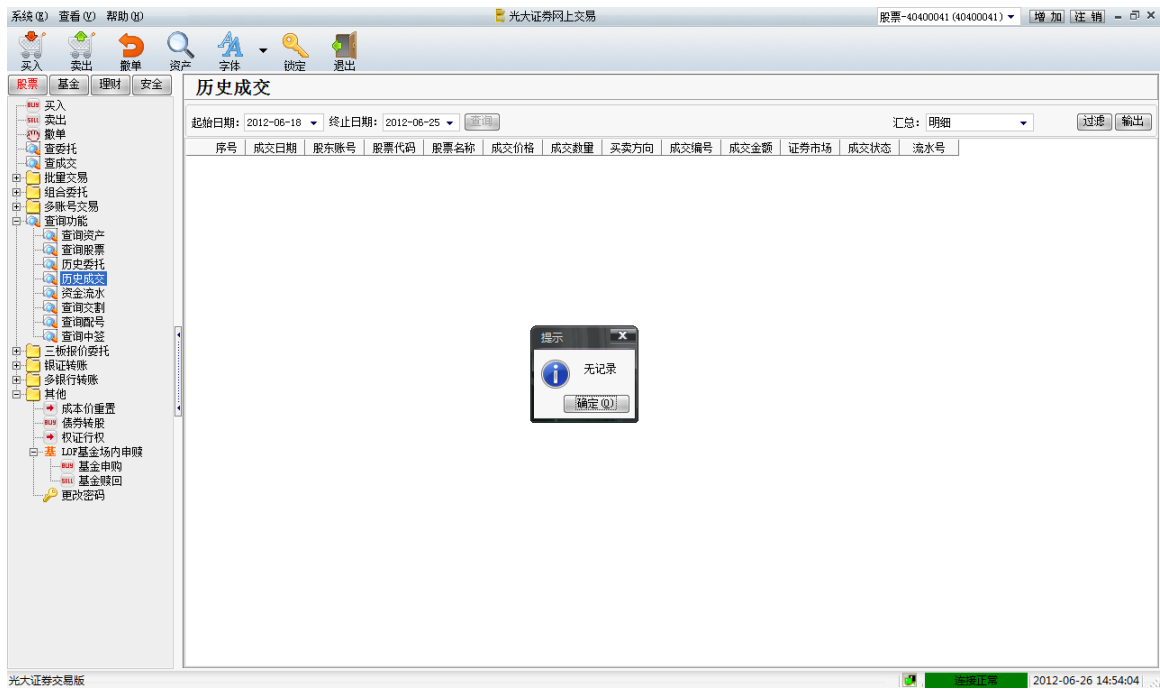 系统(X) 查看(V) 帮助(H) 光大证券网上交易 股票-40400041(40400041) 增 加 注 销
买入 卖出 撤单 资产 字体 锁定 退出
股票 基金 理财 安全
历史成交
起始日期: 2012-06-18 终止日期: 2012-06-25 查询 汇总: 明细 过滤 输出
序号 成交日期 股东账号 股票代码 股票名称 成交价格 成交数量 买卖方向 成交编号 成交金额 证券市场 成交状态 流水号
BUY 买入
SELL 卖出
撤单
查委托
查成交
批量交易
组合委托
多账号交易
查询功能
查询资产
查询股票
历史委托
历史成交
资金流水
查询交割
查询配号
查询中签
三板报价委托
银证转账
多银行转账
其他
成本价重置
BUY 债券转股
权证行权
基 LOF基金场内申赎
BUY 基金申购
SELL 基金赎回
更改密码
提示 X
无记录
确定(O)
光大证券交易版 连接正常 2012-06-26 14:54:04